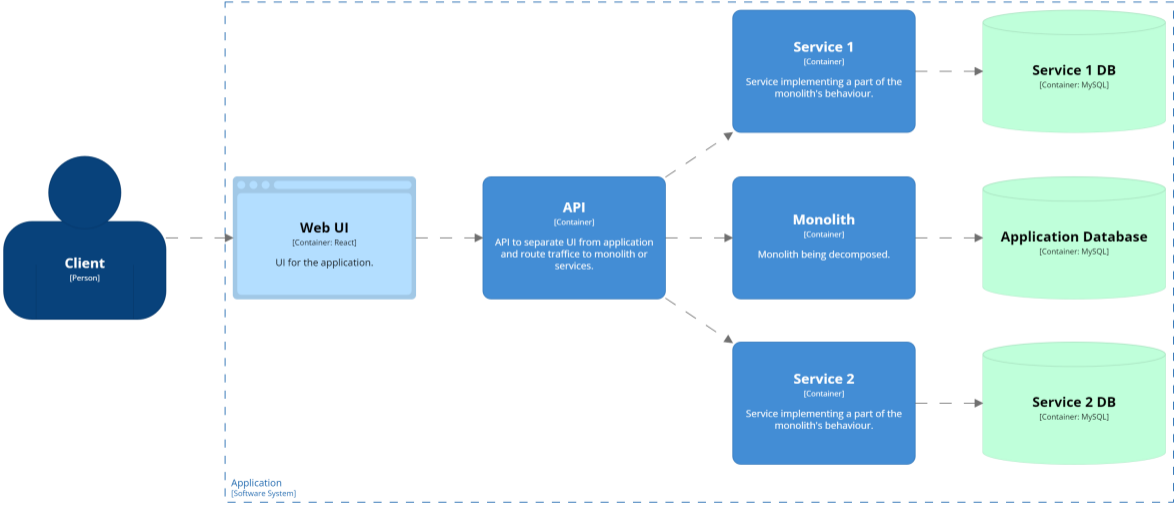 Client
[Person]
Web UI
[Container: React]
UI for the application.
API
[Container]
API to separate UI from application
and route traffic to monolith or
services.
Service 1
[Container]
Service implementing a part of the
monolith's behaviour.
Service 1 DB
[Container: MySQL]
Monolith
[Container]
Monolith being decomposed.
Application Database
[Container: MySQL]
Service 2
[Container]
Service implementing a part of the
monolith's behaviour.
Service 2 DB
[Container: MySQL]
Application
[Software System]